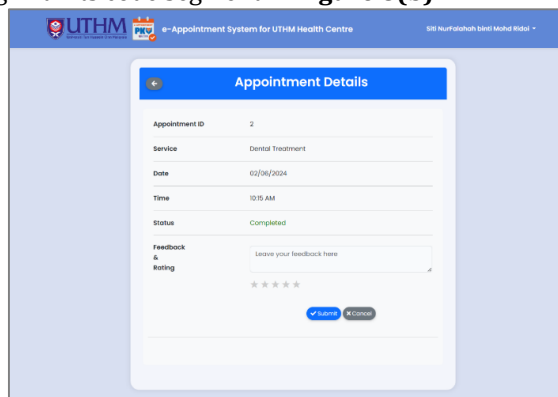 UTHM
PKU
e-Appointment System for UTHM Health Centre
Siti NurFalahah binti Mohd Ridoi
Appointment Details
Appointment ID 2
Service Dental Treatment
Date 02/06/2024
Time 10:15 AM
Status Completed
Feedback
&
Rating
Leave your feedback here
Submit Cancel